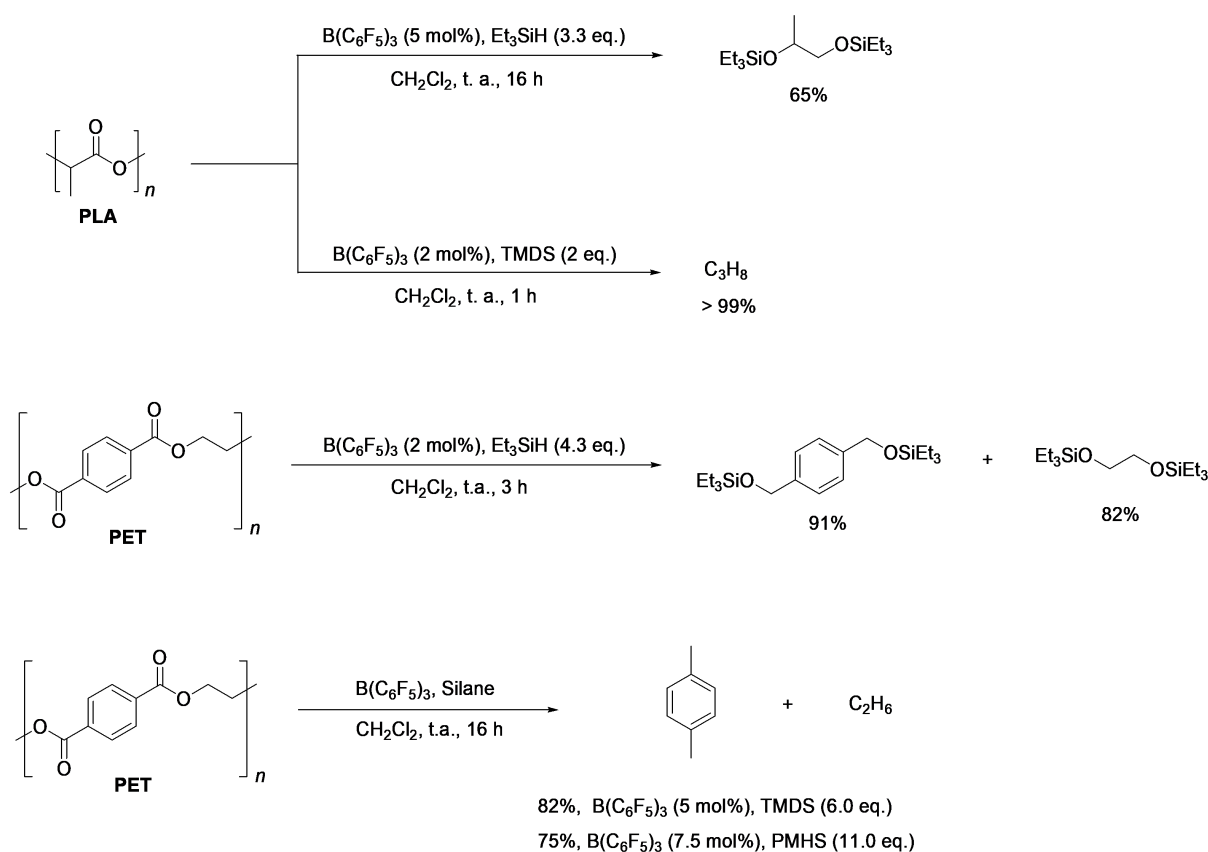 B(C6F5)3 (5 mol%), Et3SiH (3.3 eq.)
CH2Cl2, t. a., 16 h
Et3SiO
OSiEt3
65%
O
O
n
PLA
B(C6F5)3 (2 mol%), TMDS (2 eq.)
CH2Cl2, t. a., 1 h
C3H8
> 99%
O
O
O
O
n
PET
B(C6F5)3 (2 mol%), Et3SiH (4.3 eq.)
CH2Cl2, t.a., 3 h
OSiEt3
Et3SiO
91%
+
Et3SiO
OSiEt3
82%
O
O
O
O
n
PET
B(C6F5)3, Silane
CH2Cl2, t.a., 16 h
+
C2H6
82%, B(C6F5)3 (5 mol%), TMDS (6.0 eq.)
75%, B(C6F5)3 (7.5 mol%), PMHS (11.0 eq.)